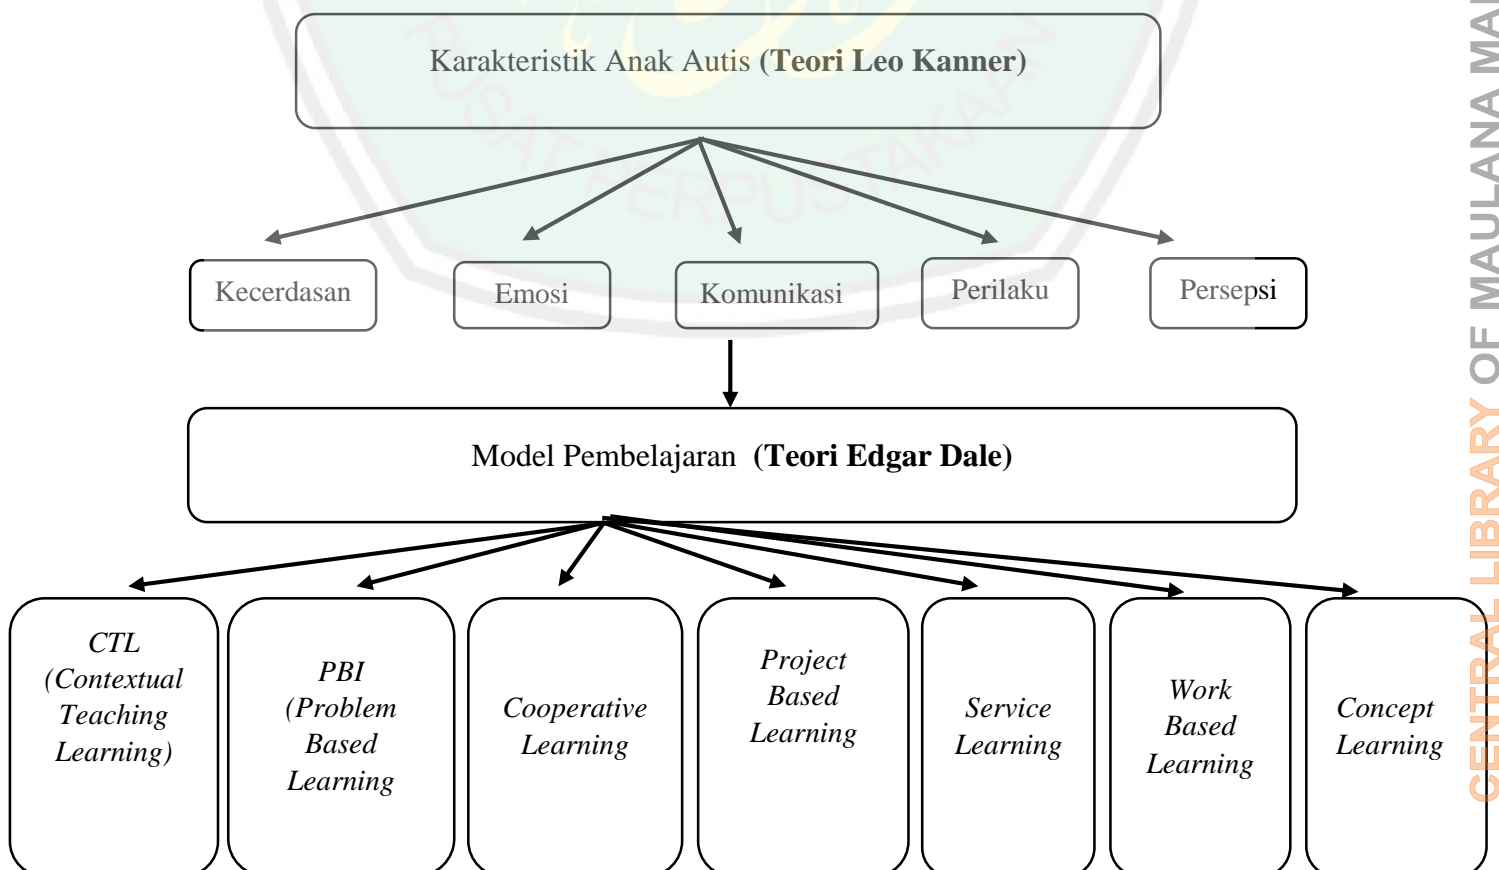 Karakteristik Anak Autis (Teori Leo Kanner)
PUSAT PERPUSTAKAAN
Kecerdasan
Emosi
Komunikasi
Perilaku
Persepsi
Model Pembelajaran (Teori Edgar Dale)
CTL
(Contextual
Teaching
Learning)
PBI
(Problem
Based
Learning
Cooperative
Learning
Project
Based
Learning
Service
Learning
Work
Based
Learning
Concept
Learning
CENTRAL LIBRARY OF MAULANA